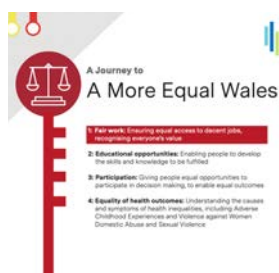 A Journey to
A More Equal Wales
1: Fair work: Ensuring equal access to decent jobs,
recognising everyone's value
2: Educational opportunities: Enabling people to develop
the skills and knowledge to be fulfilled
3: Participation: Giving people equal opportunities to
participate in decision making, to enable equal outcomes
4: Equality of health outcomes: Understanding the causes
and symptoms of health inequalities, including Adverse
Childhood Experiences and Violence against Women
Domestic Abuse and Sexual Violence